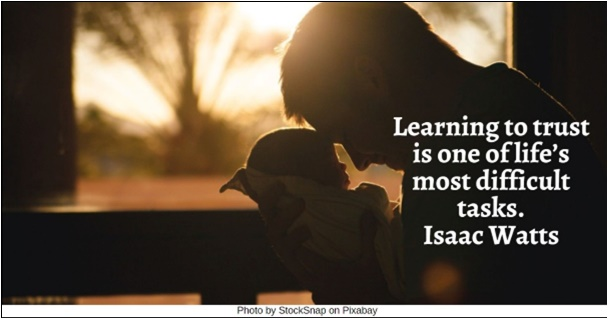 Learning to trust
is one of life's
most difficult
tasks.
Isaac Watts
Photo by StockSnap on Pixabay